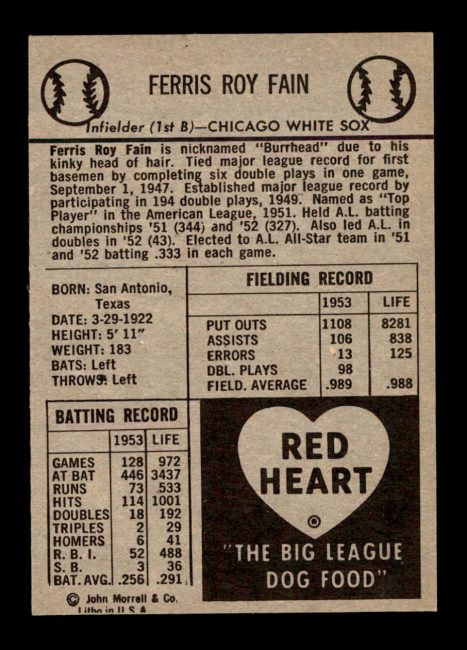 FERRIS ROY FAIN
Infielder (1st B)—CHICAGO WHITE SOX
Ferris Roy Fain is nicknamed "Burrhead" due to his
kinky head of hair. Tied major league record for first
basemen by completing six double plays in one game,
September 1, 1947. Established major league record by
participating in 194 double plays, 1949. Named as "Top
Player" in the American League, 1951. Held A.L. batting
championships '51 (344) and '52 (327). Also led A.L. in
doubles in '52 (43). Elected to A.L. All-Star team in '51
and '52 batting .333 in each game.
BORN: San Antonio,
Texas
DATE: 3-29-1922
HEIGHT: 5' 11"
WEIGHT: 183
BATS: Left
THROWS: Left
FIELDING RECORD
1953 LIFE
PUT OUTS 1108 8281
ASSISTS 106 838
ERRORS 13 125
DBL. PLAYS 98
FIELD. AVERAGE .989 .988
BATTING RECORD
1953 LIFE
GAMES 128 972
AT BAT 446 3437
RUNS 73 533
HITS 114 1001
DOUBLES 18 192
TRIPLES 2 29
HOMERS 6 41
R. B. I. 52 488
S. B. 3 36
BAT. AVG. .256 .291
RED
HEART
®
"THE BIG LEAGUE
DOG FOOD"
© John Morrell & Co.
Litho in U S A